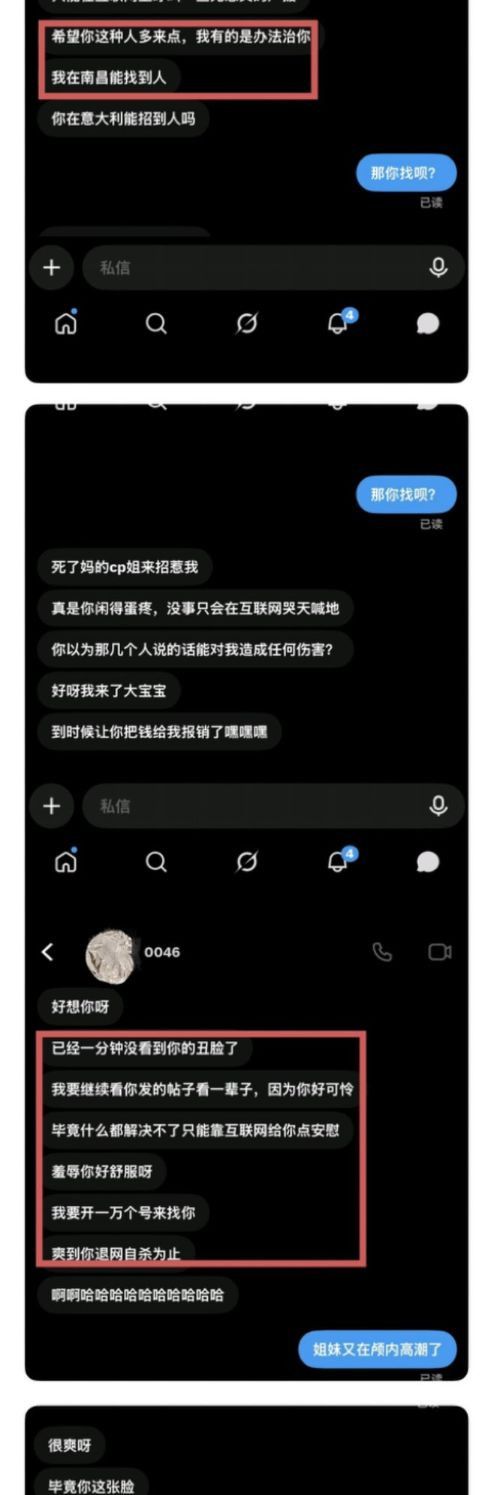 希望你这种人多来点，我有的是办法治你
我在南昌能找到人
你在意大利能招到人吗
那你找呗？
已读
私信
4
那你找呗？
已读
死了妈的cp姐来招惹我
真是你闲得蛋疼，没事只会在互联网哭天喊地
你以为那几个人说的话能对我造成任何伤害？
好呀我来了大宝宝
到时候让你把钱给我报销了嘿嘿嘿
私信
4
0046
好想你呀
已经一分钟没看到你的丑脸了
我要继续看你发的帖子看一辈子，因为你好可怜
毕竟什么都解决不了只能靠互联网给你点安慰
羞辱你好舒服呀
我要开一万个号来找你
爽到你退网自杀为止
啊啊哈哈哈哈哈哈哈哈哈哈
姐妹又在颅内高潮了
已读
很爽呀
毕竟你这张脸